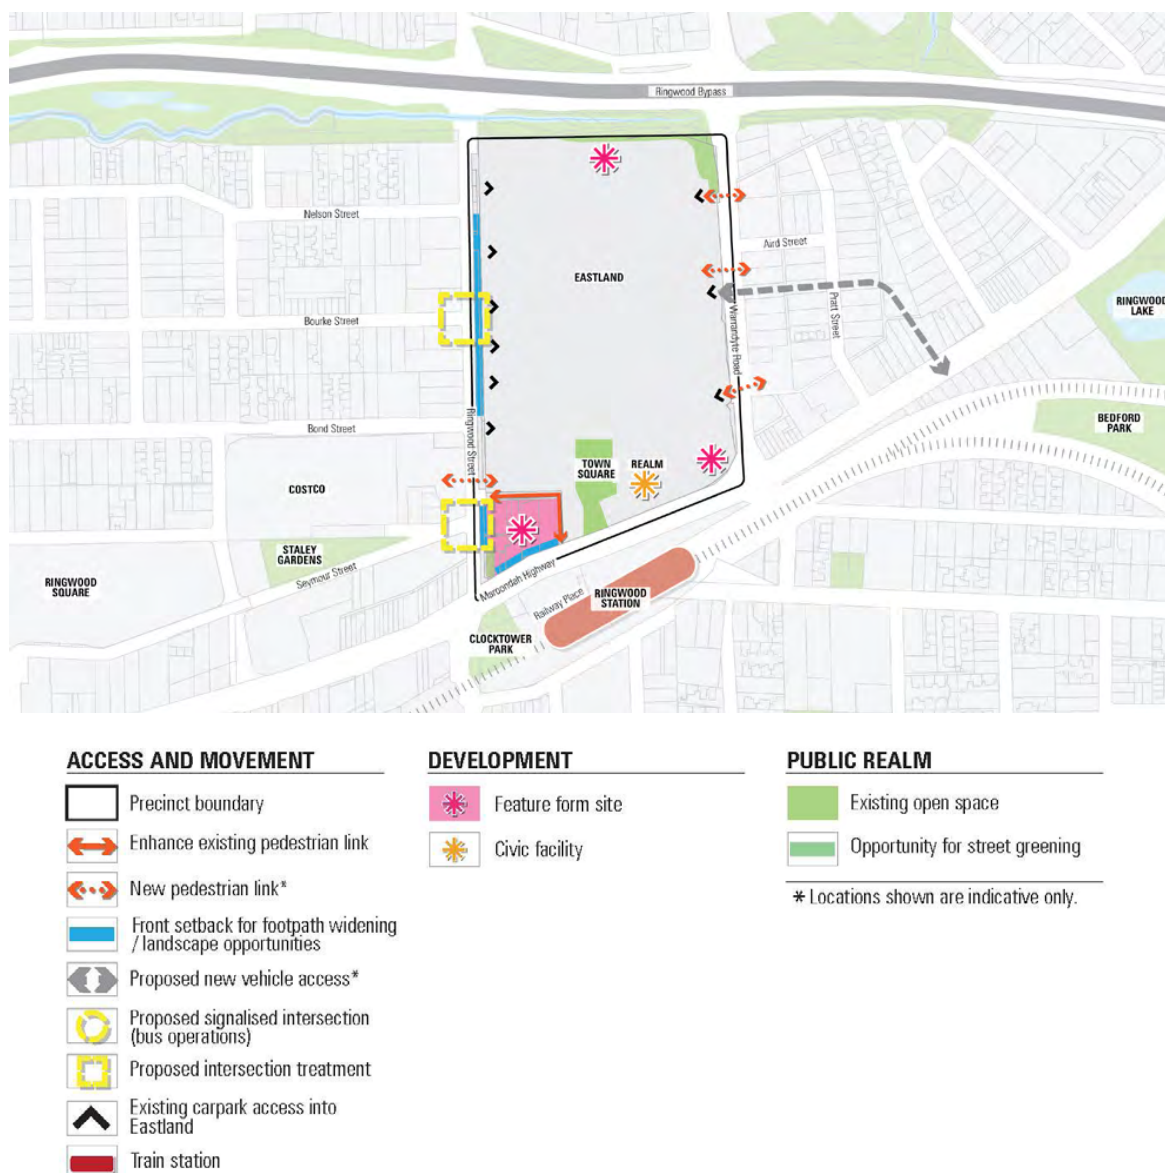 Ringwood Bypass
Nelson Street
Aird Street
EASTLAND
RINGWOOD
LAKE
Pratt Street
Bourke Street
Warrandyte Road
Ringwood Street
BEDFORD
PARK
Bond Street
TOWN
SQUARE
REALM
COSTCO
STALEY
GARDENS
Seymour Street
RINGWOOD
SQUARE
Maroondah Highway
Railway Place
RINGWOOD
STATION
CLOCKTOWER
PARK
ACCESS AND MOVEMENT
Precinct boundary
Enhance existing pedestrian link
New pedestrian link*
Front setback for footpath widening
/ landscape opportunities
Proposed new vehicle access*
Proposed signalised intersection
(bus operations)
Proposed intersection treatment
Existing carpark access into
Eastland
Train station
DEVELOPMENT
Feature form site
Civic facility
PUBLIC REALM
Existing open space
Opportunity for street greening
* Locations shown are indicative only.